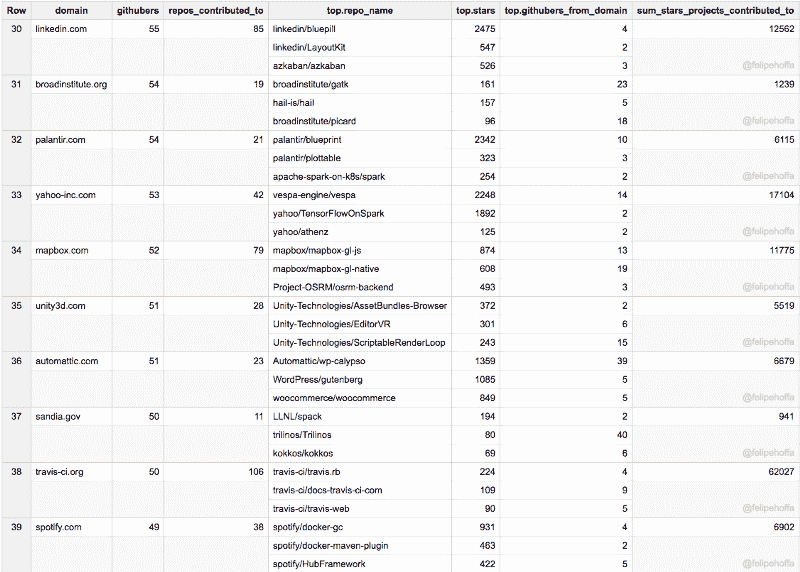 Row domain githubers repos_contributed_to top.repo_name top.stars top.githubers_from_domain sum_stars_projects_contributed_to
30 linkedin.com 55 85 linkedin/bluepill 2475 4 12562
linkedin/LayoutKit 547 2
azkaban/azkaban 526 3 @felipehoffa
31 broadinstitute.org 54 19 broadinstitute/gatk 161 23 1239
hail-is/hail 157 5
broadinstitute/picard 96 18 @felipehoffa
32 palantir.com 54 21 palantir/blueprint 2342 10 6115
palantir/plottable 323 3
apache-spark-on-k8s/spark 254 2 @felipehoffa
33 yahoo-inc.com 53 42 vespa-engine/vespa 2248 14 17104
yahoo/TensorFlowOnSpark 1892 2
yahoo/athenz 125 2 @felipehoffa
34 mapbox.com 52 79 mapbox/mapbox-gl-js 874 13 11775
mapbox/mapbox-gl-native 608 19
Project-OSRM/osrm-backend 493 3 @felipehoffa
35 unity3d.com 51 28 Unity-Technologies/AssetBundles-Browser 372 2 5519
Unity-Technologies/EditorVR 301 6
Unity-Technologies/ScriptableRenderLoop 243 15 @felipehoffa
36 automattic.com 51 23 Automattic/wp-calypso 1359 39 6679
WordPress/gutenberg 1085 5
woocommerce/woocommerce 849 5 @felipehoffa
37 sandia.gov 50 11 LLNL/spack 194 2 941
trilinos/Trilinos 80 40
kokkos/kokkos 69 6 @felipehoffa
38 travis-ci.org 50 106 travis-ci/travis.rb 224 4 62027
travis-ci/docs-travis-ci-com 109 9
travis-ci/travis-web 90 5 @felipehoffa
39 spotify.com 49 38 spotify/docker-gc 931 4 6902
spotify/docker-maven-plugin 463 2
spotify/HubFramework 422 5 @felipehoffa